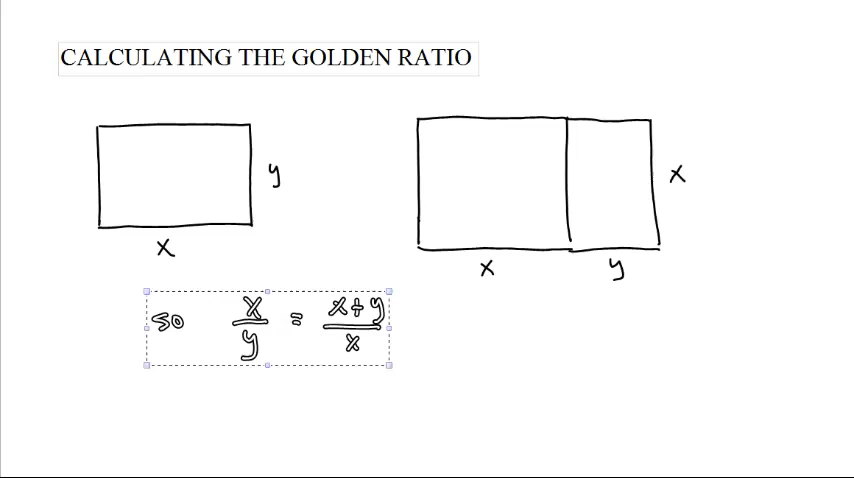 CALCULATING THE GOLDEN RATIO
y
x
x
x
y
so x/y = x+y/x